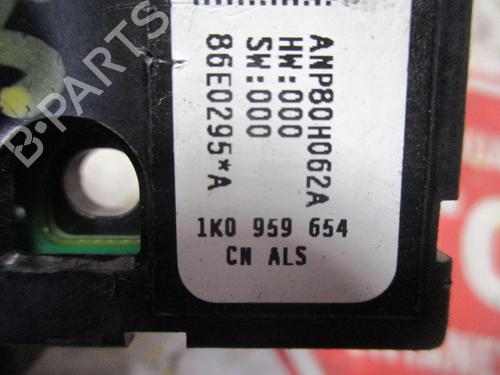 ANP80H062A
HW:000
SW:000
86E0295*A
1K0 959 654
CN ALS
B-PARTS